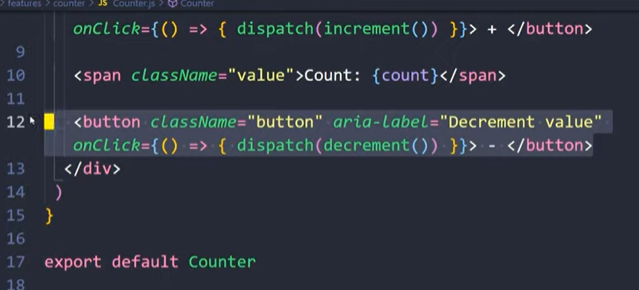 features > counter > JS Counter.js > Counter
onClick={() => { dispatch(increment()) }}> + </button>
9
10 <span className="value">Count: {count}</span>
11
12 <button className="button" aria-label="Decrement value"
onClick={() => { dispatch(decrement()) }}> - </button>
13 </div>
14 )
15 }
16
17 export default Counter
18